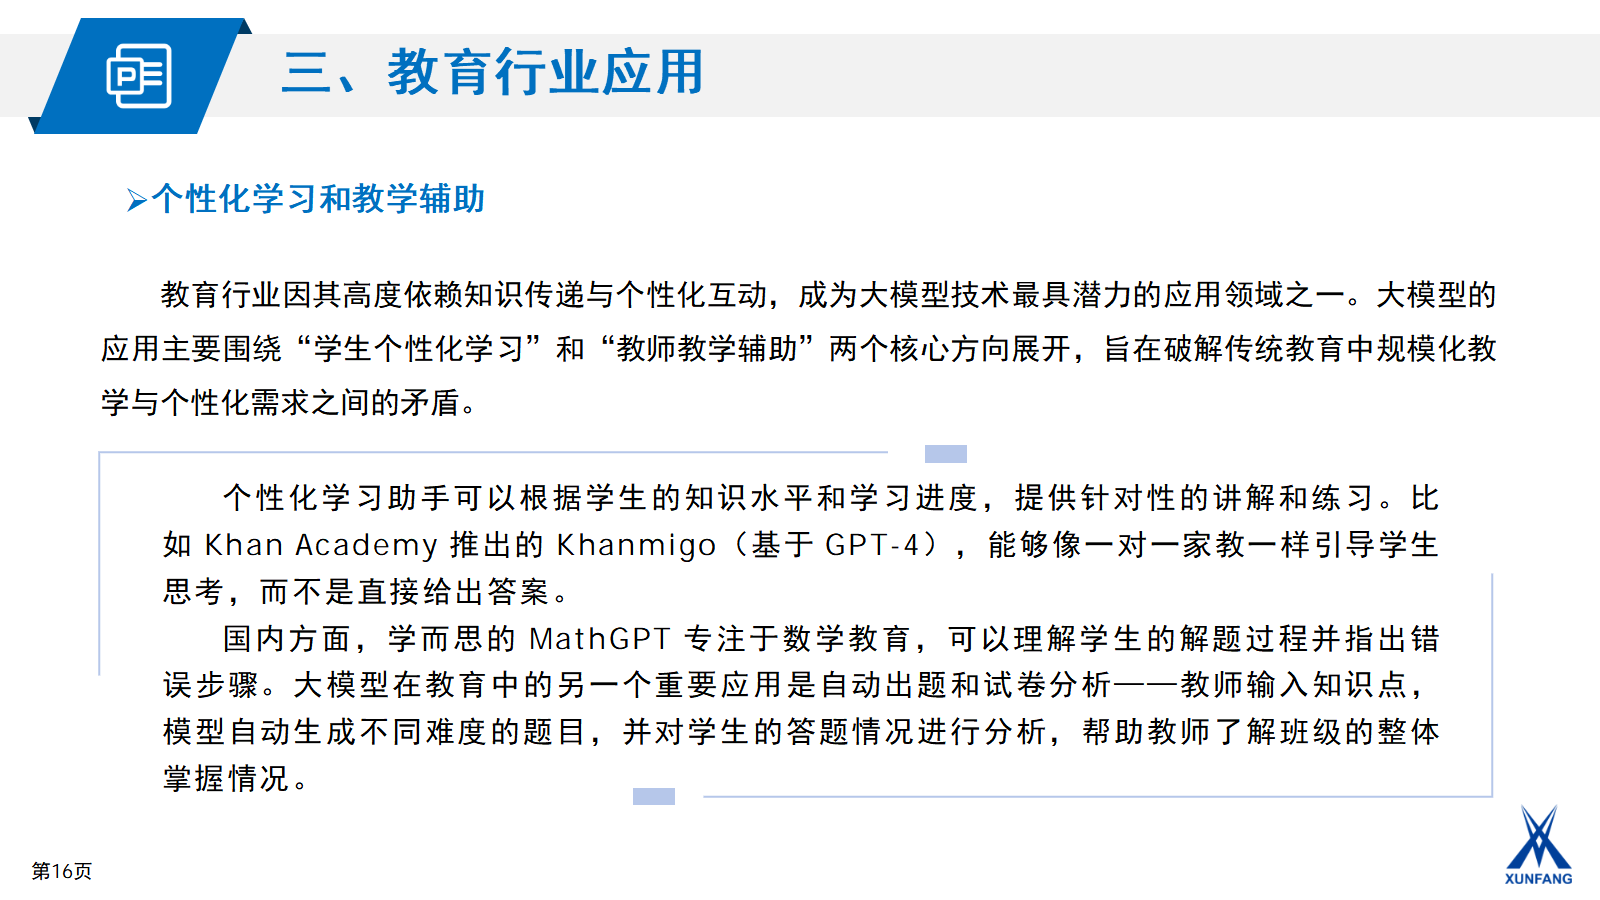 三、教育行业应用
个性化学习和教学辅助
教育行业因其高度依赖知识传递与个性化互动，成为大模型技术最具潜力的应用领域之一。大模型的
应用主要围绕“学生个性化学习”和“教师教学辅助”两个核心方向展开，旨在破解传统教育中规模化教
学与个性化需求之间的矛盾。
个性化学习助手可以根据学生的知识水平和学习进度，提供针对性的讲解和练习。比
如 Khan Academy 推出的 Khanmigo（基于 GPT-4），能够像一对一家教一样引导学生
思考，而不是直接给出答案。
国内方面，学而思的 MathGPT 专注于数学教育，可以理解学生的解题过程并指出错
误步骤。大模型在教育中的另一个重要应用是自动出题和试卷分析——教师输入知识点，
模型自动生成不同难度的题目，并对学生的答题情况进行分析，帮助教师了解班级的整体
掌握情况。
第16页
XUNFANG